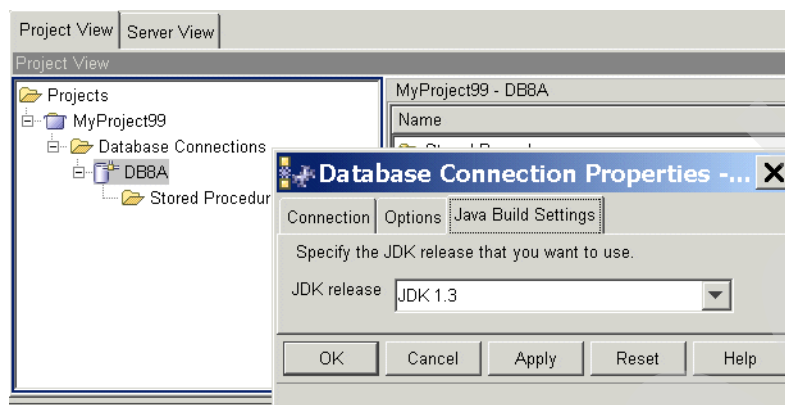 Project View Server View
Project View
Projects
MyProject99
Database Connections
DB8A
Stored Procedur
MyProject99 - DB8A
Name
Database Connection Properties -...
Connection Options Java Build Settings
Specify the JDK release that you want to use.
JDK release JDK 1.3
OK Cancel Apply Reset Help